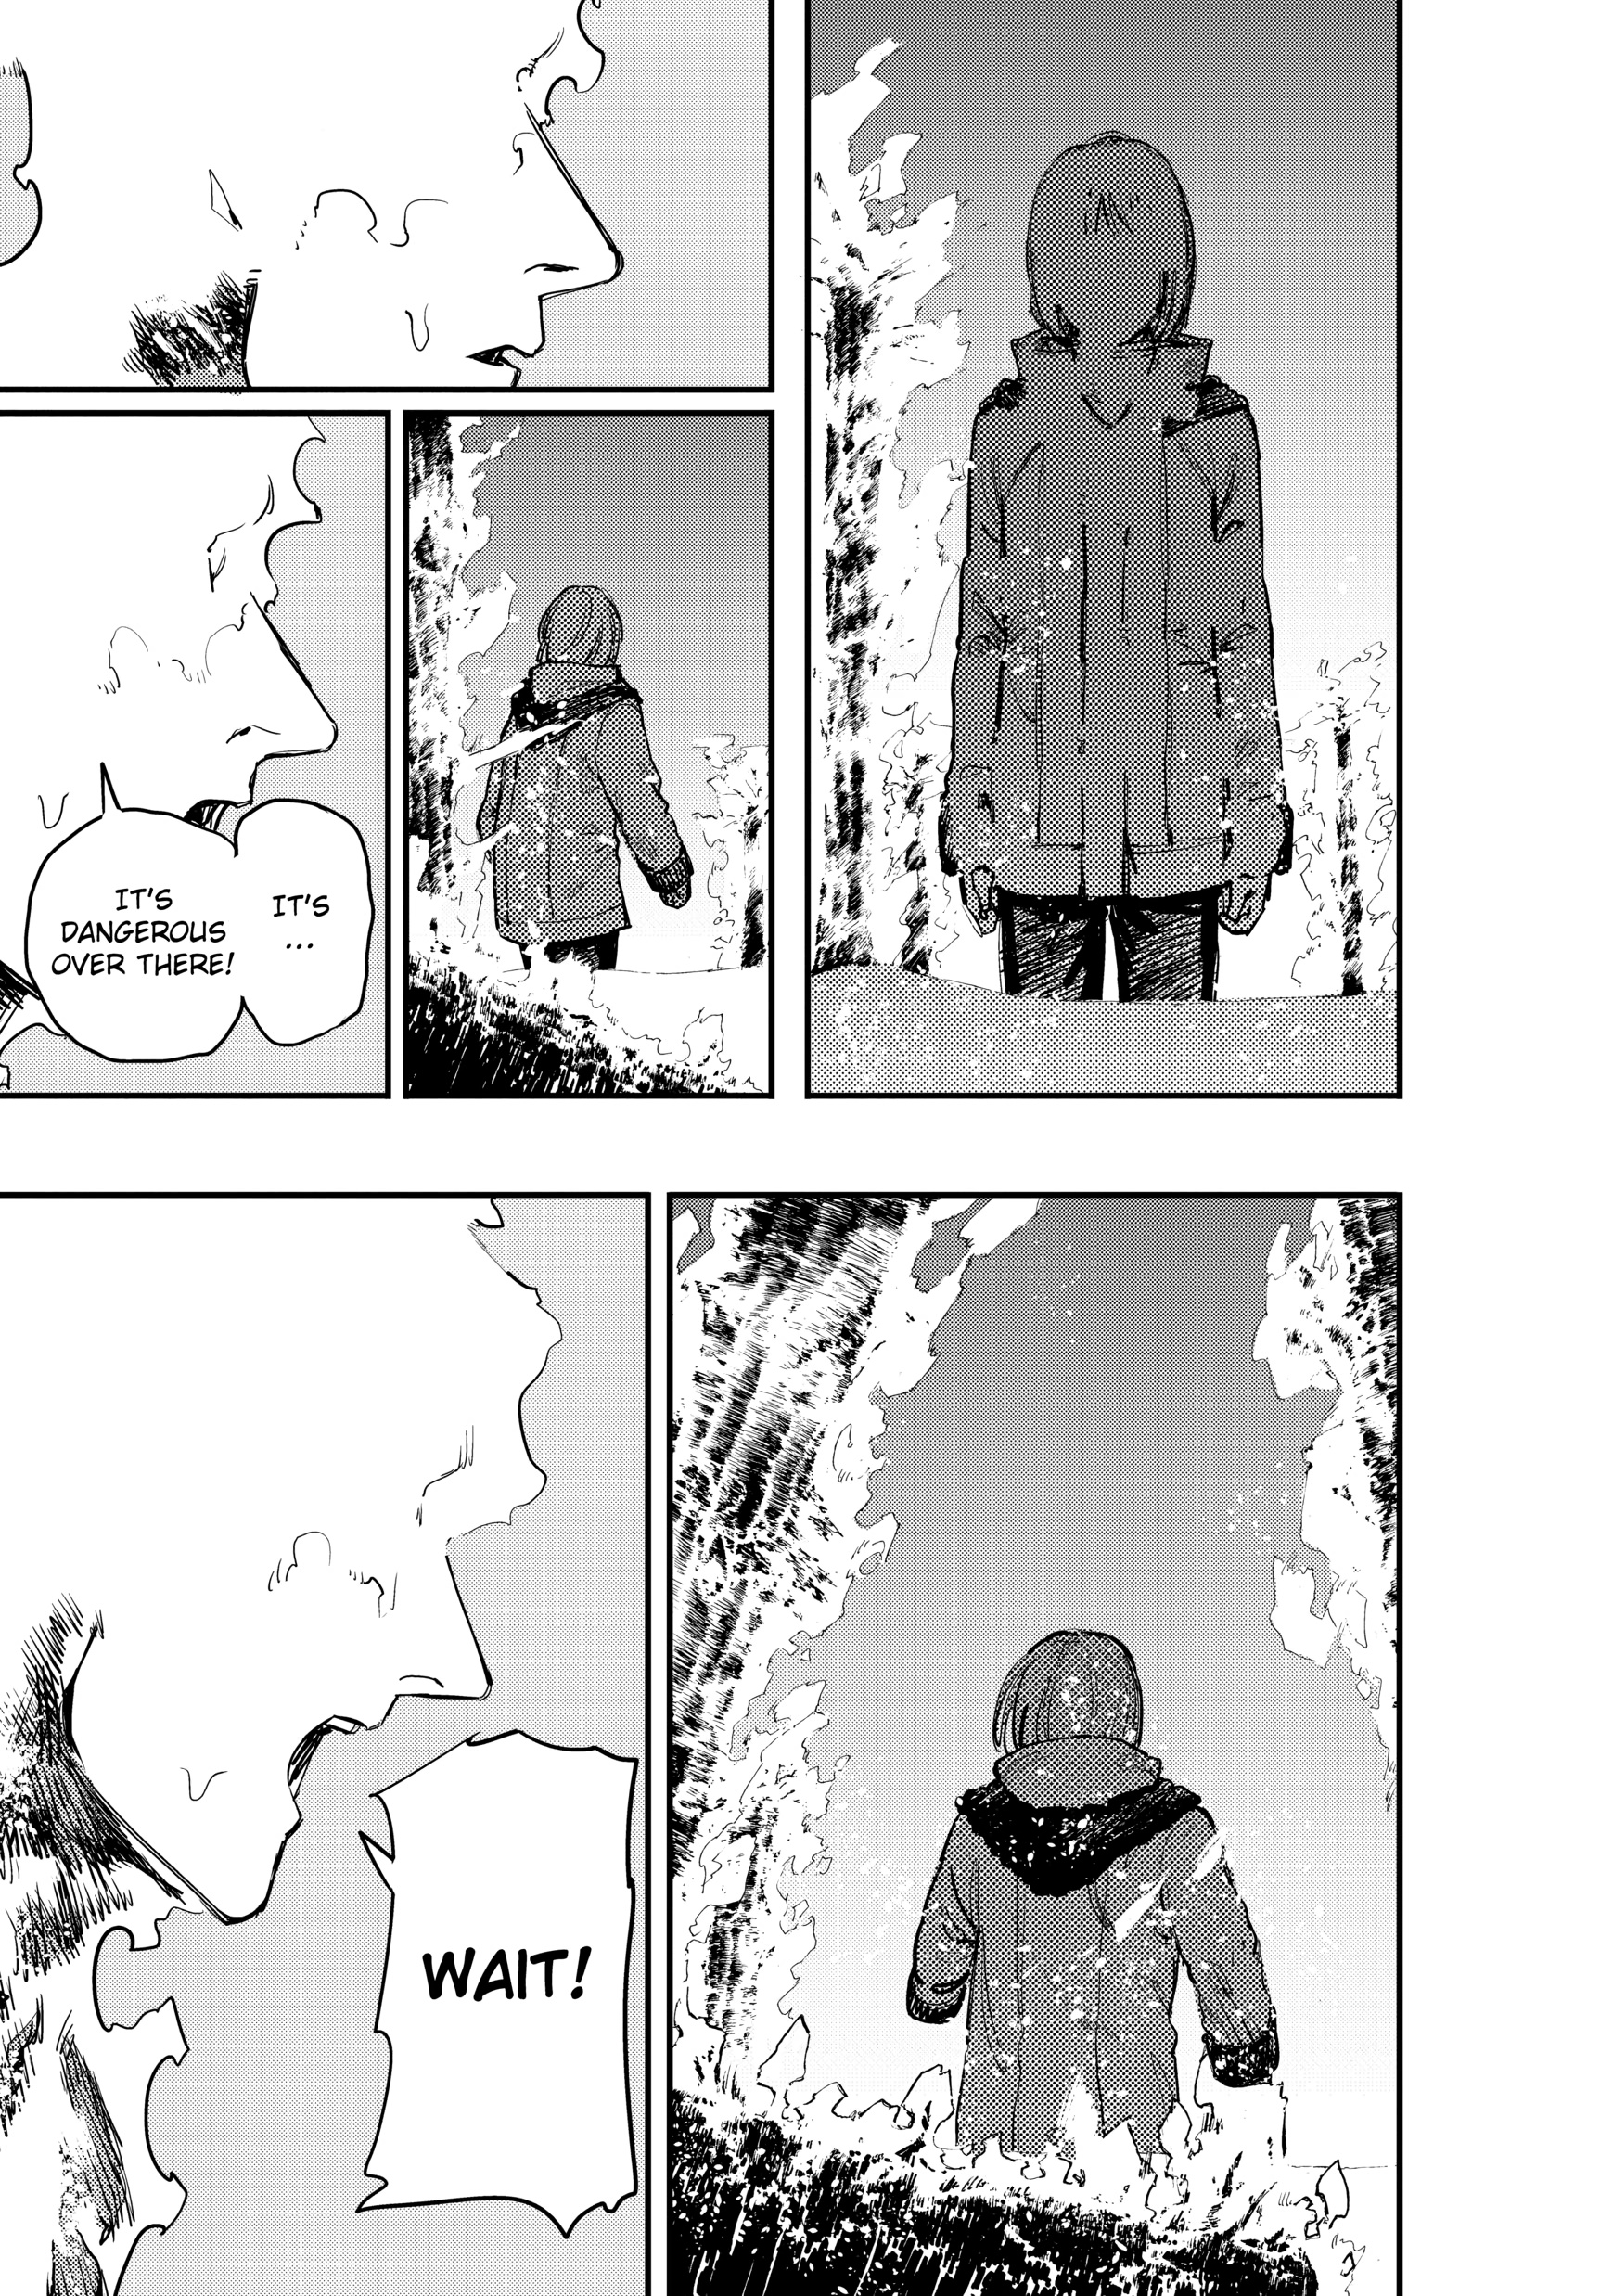 IT'S
...
IT'S
DANGEROUS
OVER THERE!
WAIT!